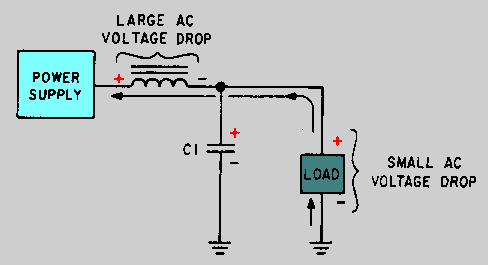 LARGE AC
VOLTAGE DROP
POWER
SUPPLY
+
-
C1
+
-
LOAD
+
-
SMALL AC
VOLTAGE DROP